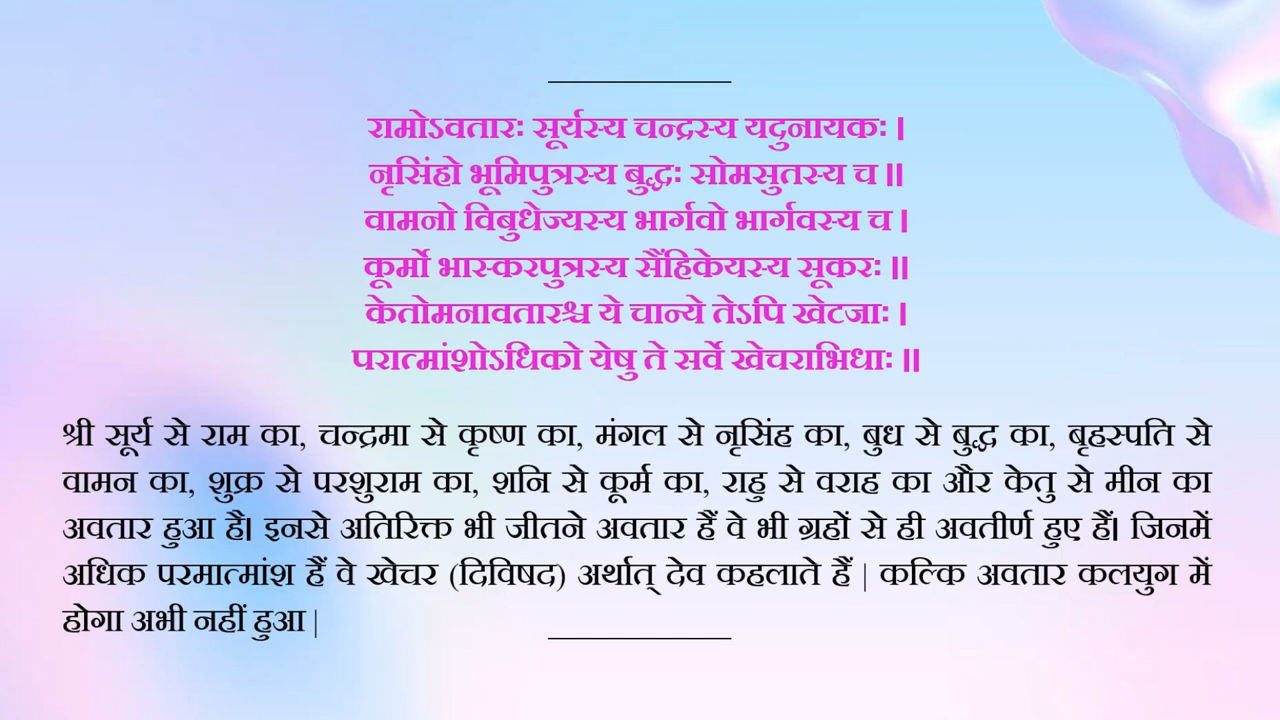 रामोऽवतारः सूर्यस्य चन्द्रस्य यदुनायकः ।
नृसिंहो भूमिपुत्रस्य बुद्धः सोमसुतस्य च ॥
वामनो विबुधेज्यस्य भार्गवो भार्गवस्य च ।
कूर्मो भास्करपुत्रस्य सैंहिकेयस्य सूकरः ॥
केतोमनावतारश्च ये चान्ये तेऽपि खेटजाः ।
परात्मांशोऽधिको येषु ते सर्वे खेचराभिधाः ॥
श्री सूर्य से राम का, चन्द्रमा से कृष्ण का, मंगल से नृसिंह का, बुध से बुद्ध का, बृहस्पति से
वामन का, शुक्र से परशुराम का, शनि से कूर्म का, राहु से वराह का और केतु से मीन का
अवतार हुआ है। इनसे अतिरिक्त भी जीतने अवतार हैं वे भी ग्रहों से ही अवतीर्ण हुए हैं। जिनमें
अधिक परमात्मांश हैं वे खेचर (दिविषद) अर्थात् देव कहलाते हैं | कल्कि अवतार कलयुग में
होगा अभी नहीं हुआ |